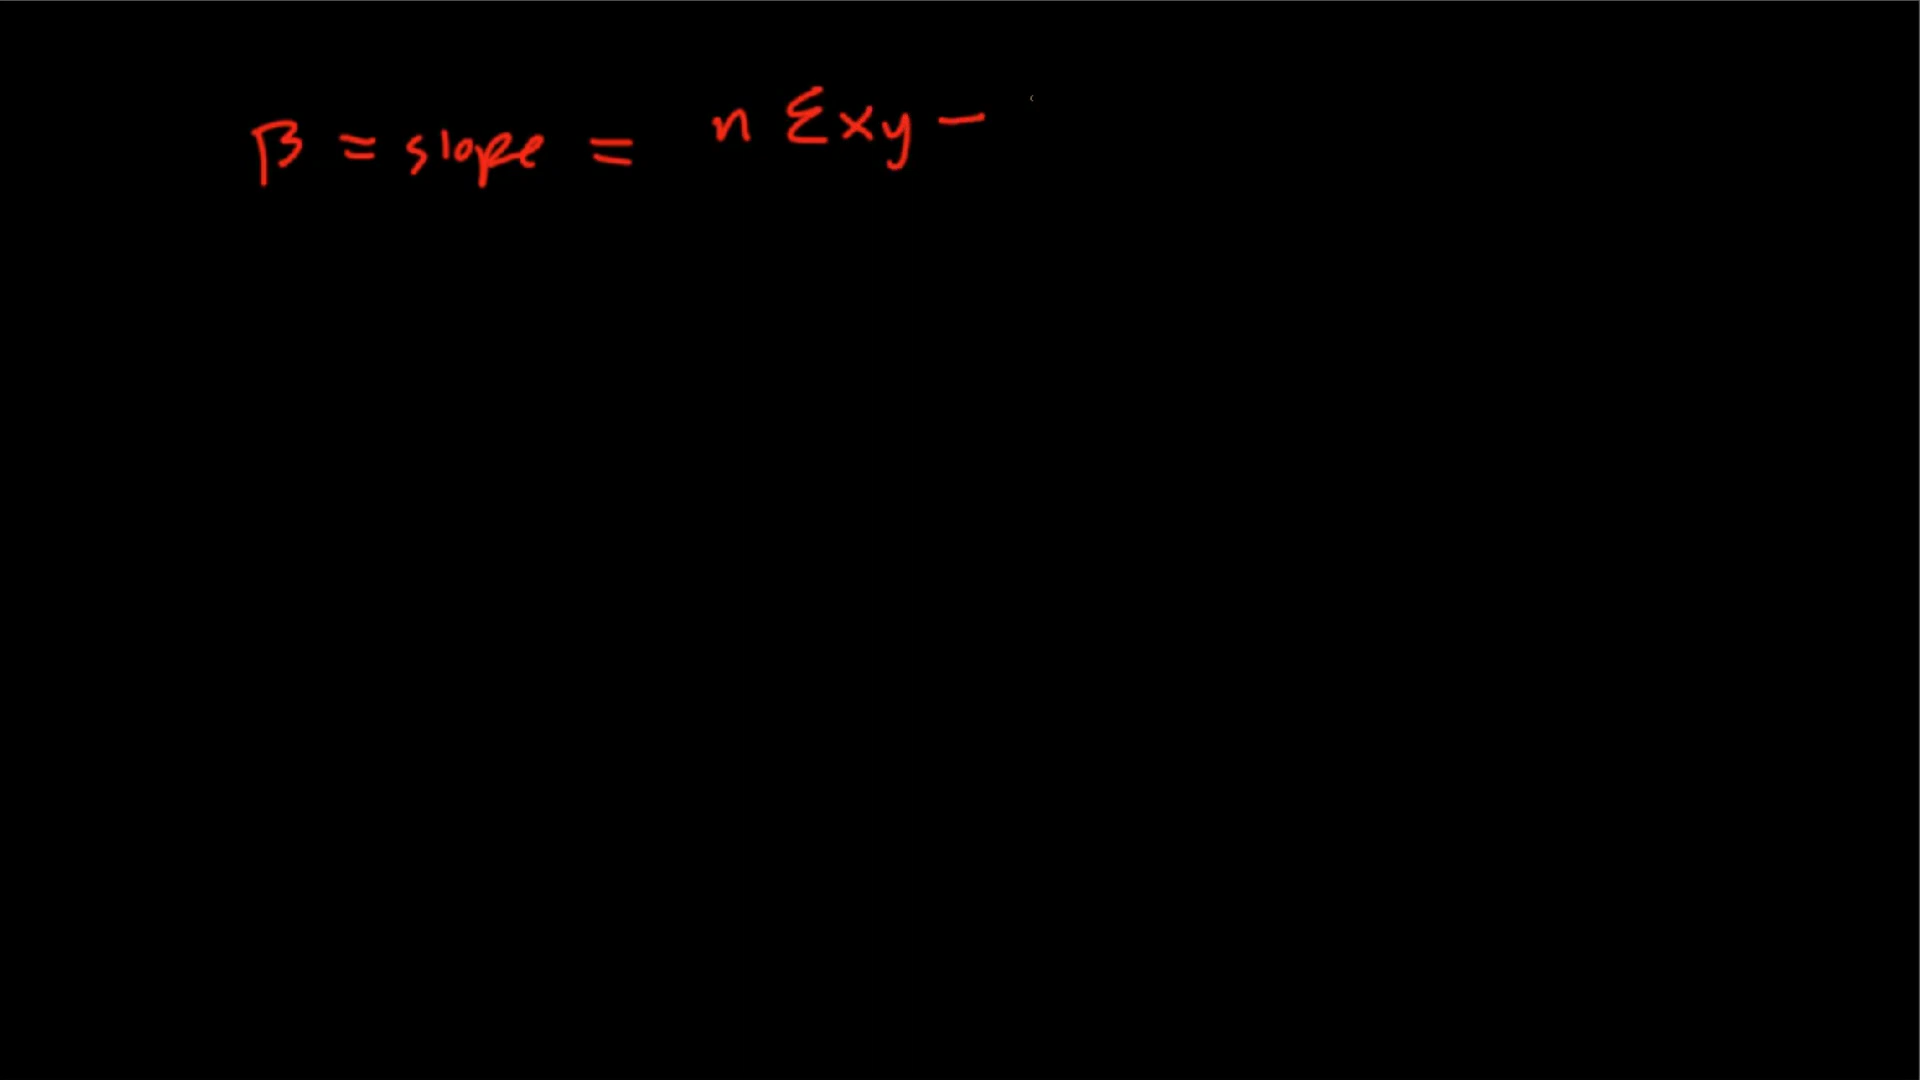 β = slope = n Σxy −